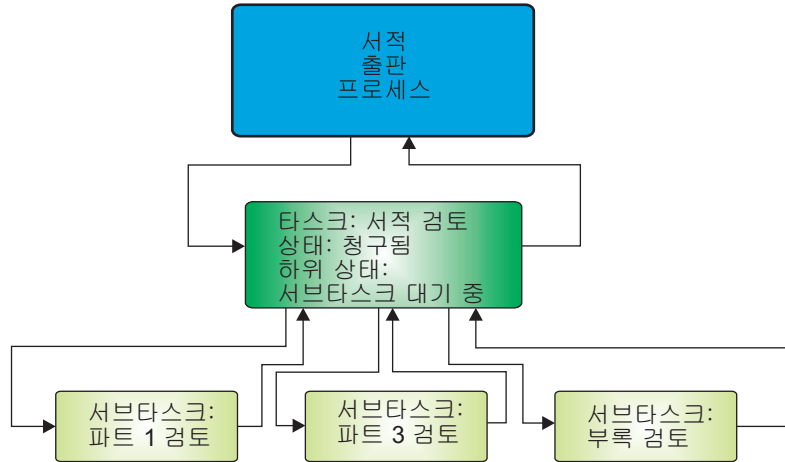 서적
출판
프로세스
타스크: 서적 검토
상태: 청구됨
하위 상태:
서브타스크 대기 중
서브타스크:
파트 1 검토
서브타스크:
파트 3 검토
서브타스크:
부록 검토